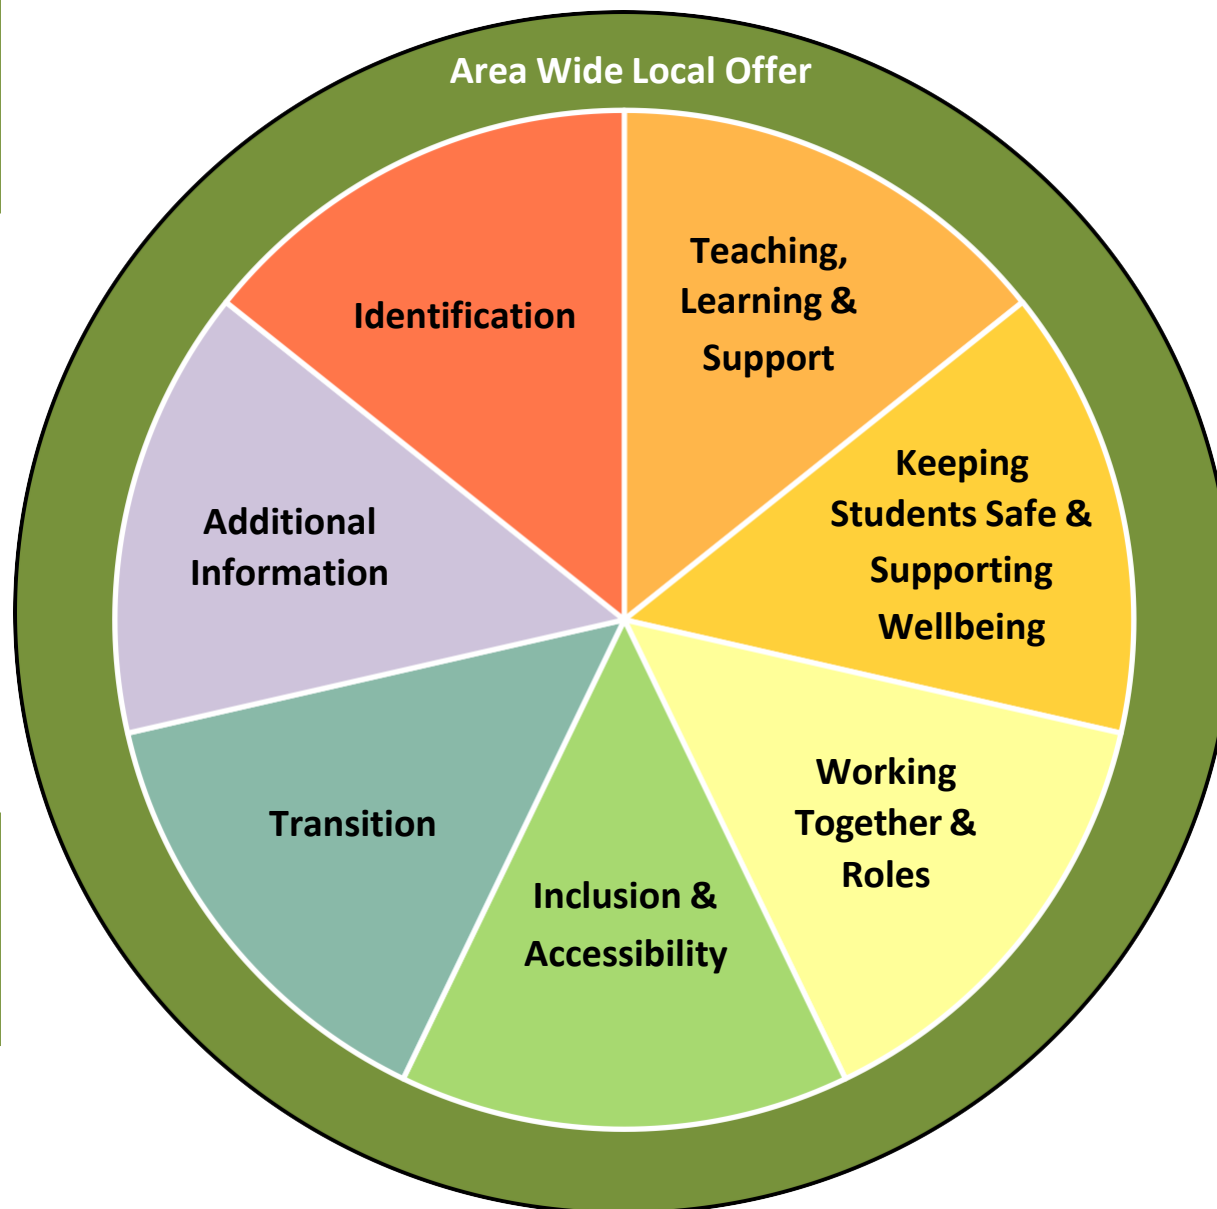 Area Wide Local Offer
Identification
Teaching,
Learning &
Support
Keeping
Students Safe &
Supporting
Wellbeing
Working
Together &
Roles
Inclusion &
Accessibility
Transition
Additional
Information